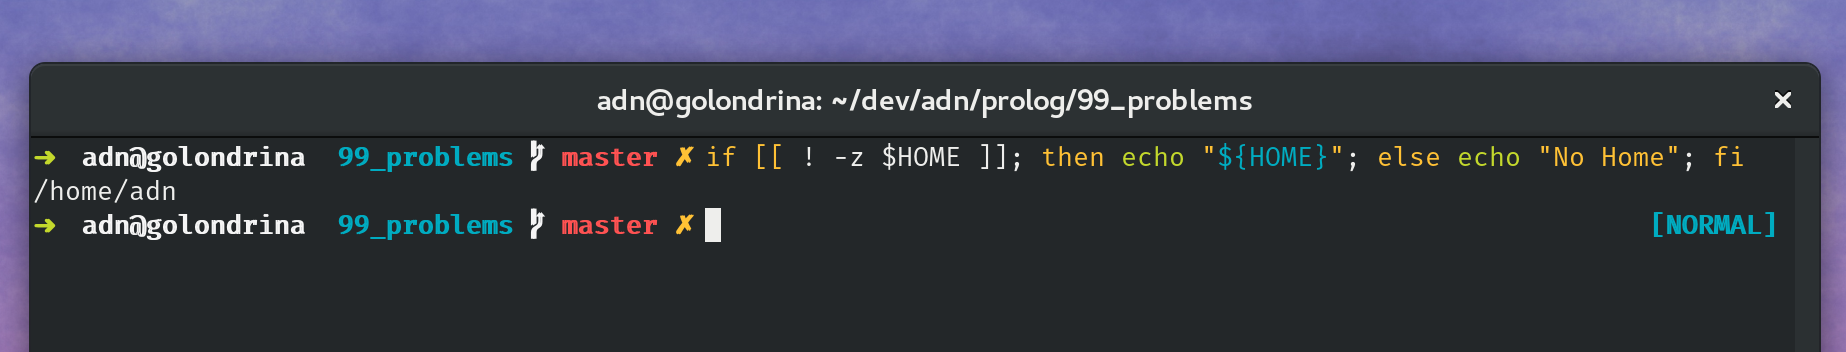 adn@golondrina: ~/dev/adn/prolog/99_problems ×
➜ adn@golondrina 99_problems master ✗ if [[ ! -z $HOME ]]; then echo "${HOME}"; else echo "No Home"; fi
/home/adn
➜ adn@golondrina 99_problems master ✗ [NORMAL]